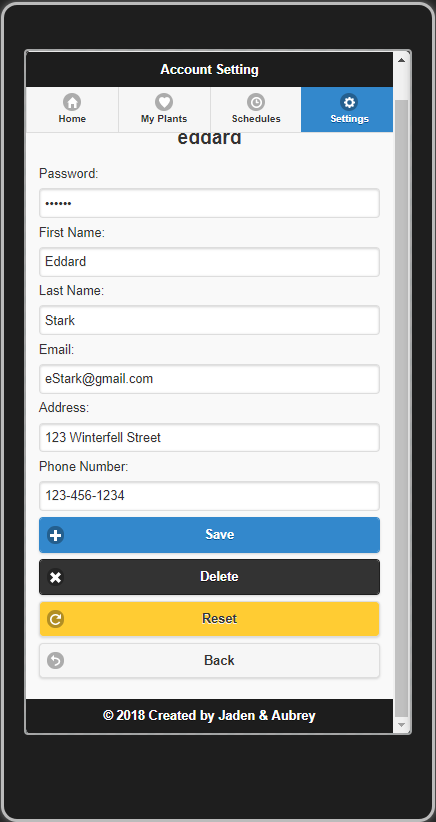 Account Setting
Home My Plants Schedules Settings
eddard
Password:
••••••
First Name:
Eddard
Last Name:
Stark
Email:
eStark@gmail.com
Address:
123 Winterfell Street
Phone Number:
123-456-1234
Save
Delete
Reset
Back
© 2018 Created by Jaden & Aubrey